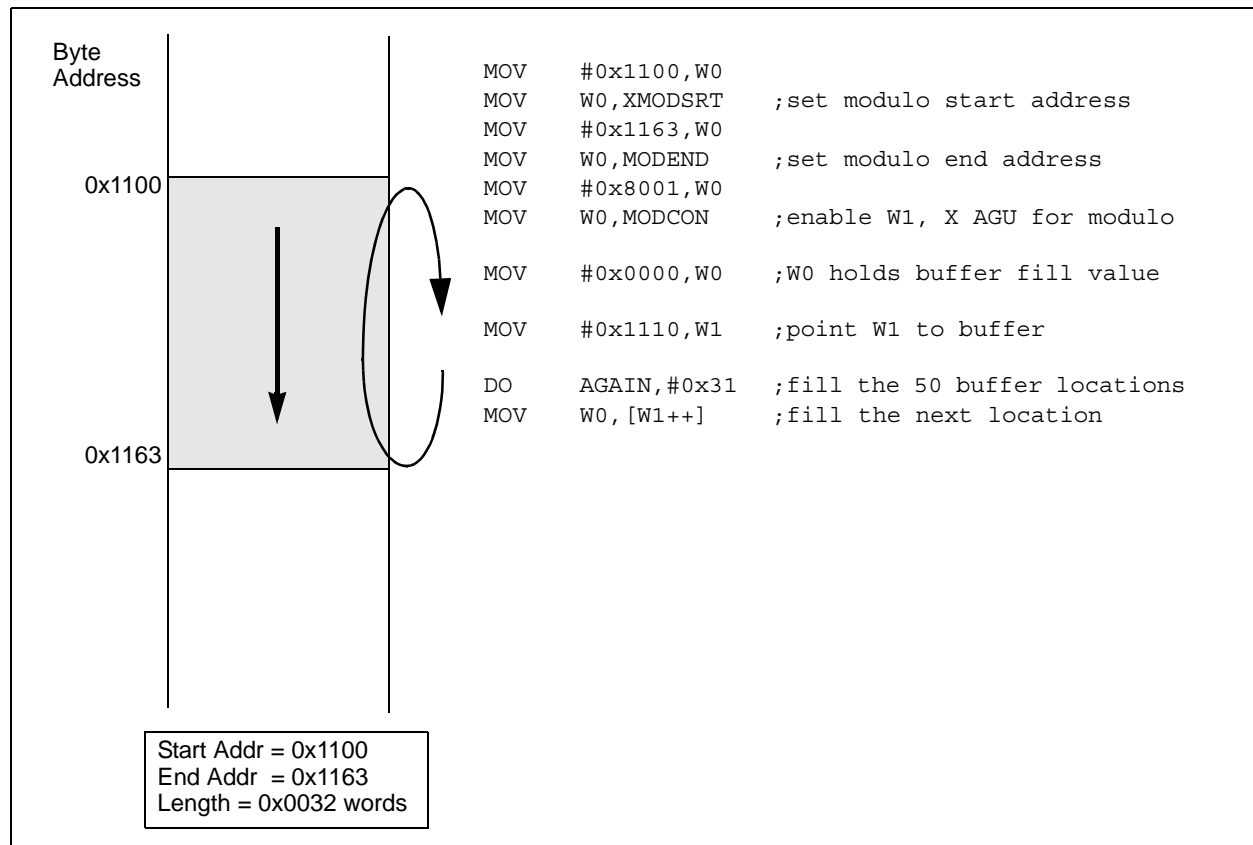 Byte
Address
0x1100
0x1163
MOV #0x1100,W0
MOV W0,XMODSRT ;set modulo start address
MOV #0x1163,W0
MOV W0,MODEND ;set modulo end address
MOV #0x8001,W0
MOV W0,MODCON ;enable W1, X AGU for modulo
MOV #0x0000,W0 ;W0 holds buffer fill value
MOV #0x1110,W1 ;point W1 to buffer
DO AGAIN,#0x31 ;fill the 50 buffer locations
MOV W0,[W1++] ;fill the next location
Start Addr = 0x1100
End Addr = 0x1163
Length = 0x0032 words